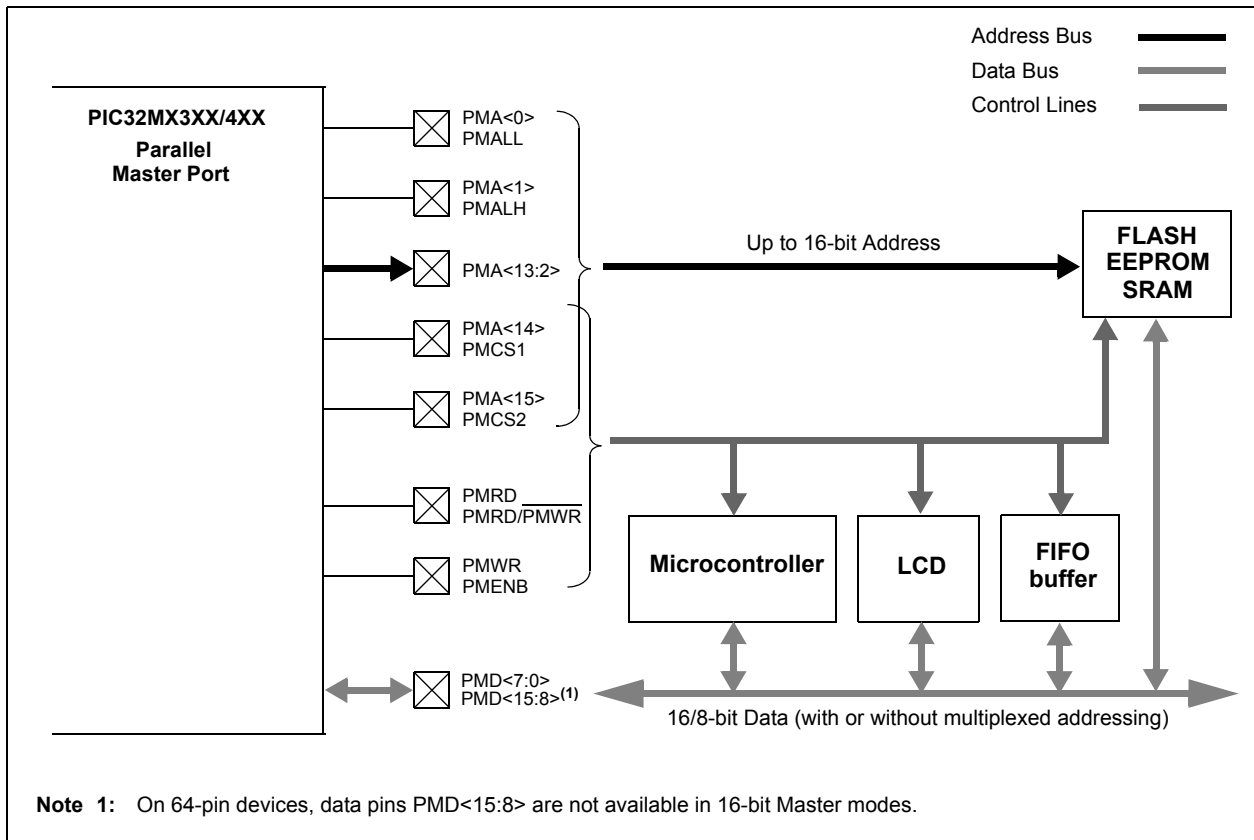 Address Bus
Data Bus
Control Lines
PIC32MX3XX/4XX
Parallel
Master Port
PMA<0>
PMALL
PMA<1>
PMALH
PMA<13:2>
PMA<14>
PMCS1
PMA<15>
PMCS2
PMRD
PMRD/PMWR
PMWR
PMENB
PMD<7:0>
PMD<15:8>(1)
Up to 16-bit Address
FLASH
EEPROM
SRAM
Microcontroller
LCD
FIFO
buffer
16/8-bit Data (with or without multiplexed addressing)
Note 1: On 64-pin devices, data pins PMD<15:8> are not available in 16-bit Master modes.